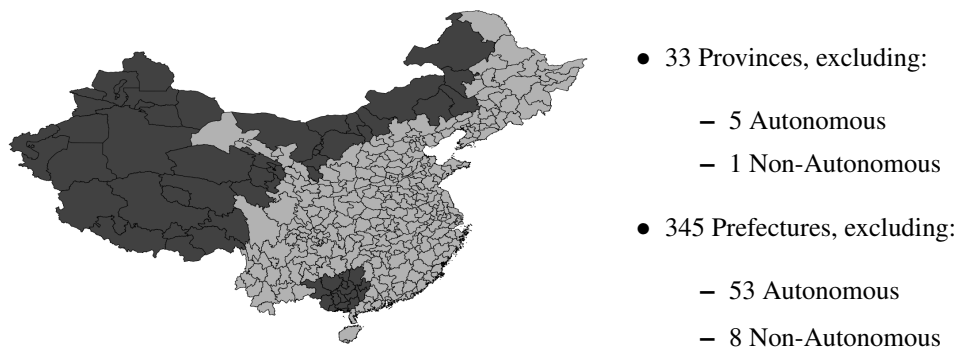 ● 33 Provinces, excluding:
– 5 Autonomous
– 1 Non-Autonomous
● 345 Prefectures, excluding:
– 53 Autonomous
– 8 Non-Autonomous